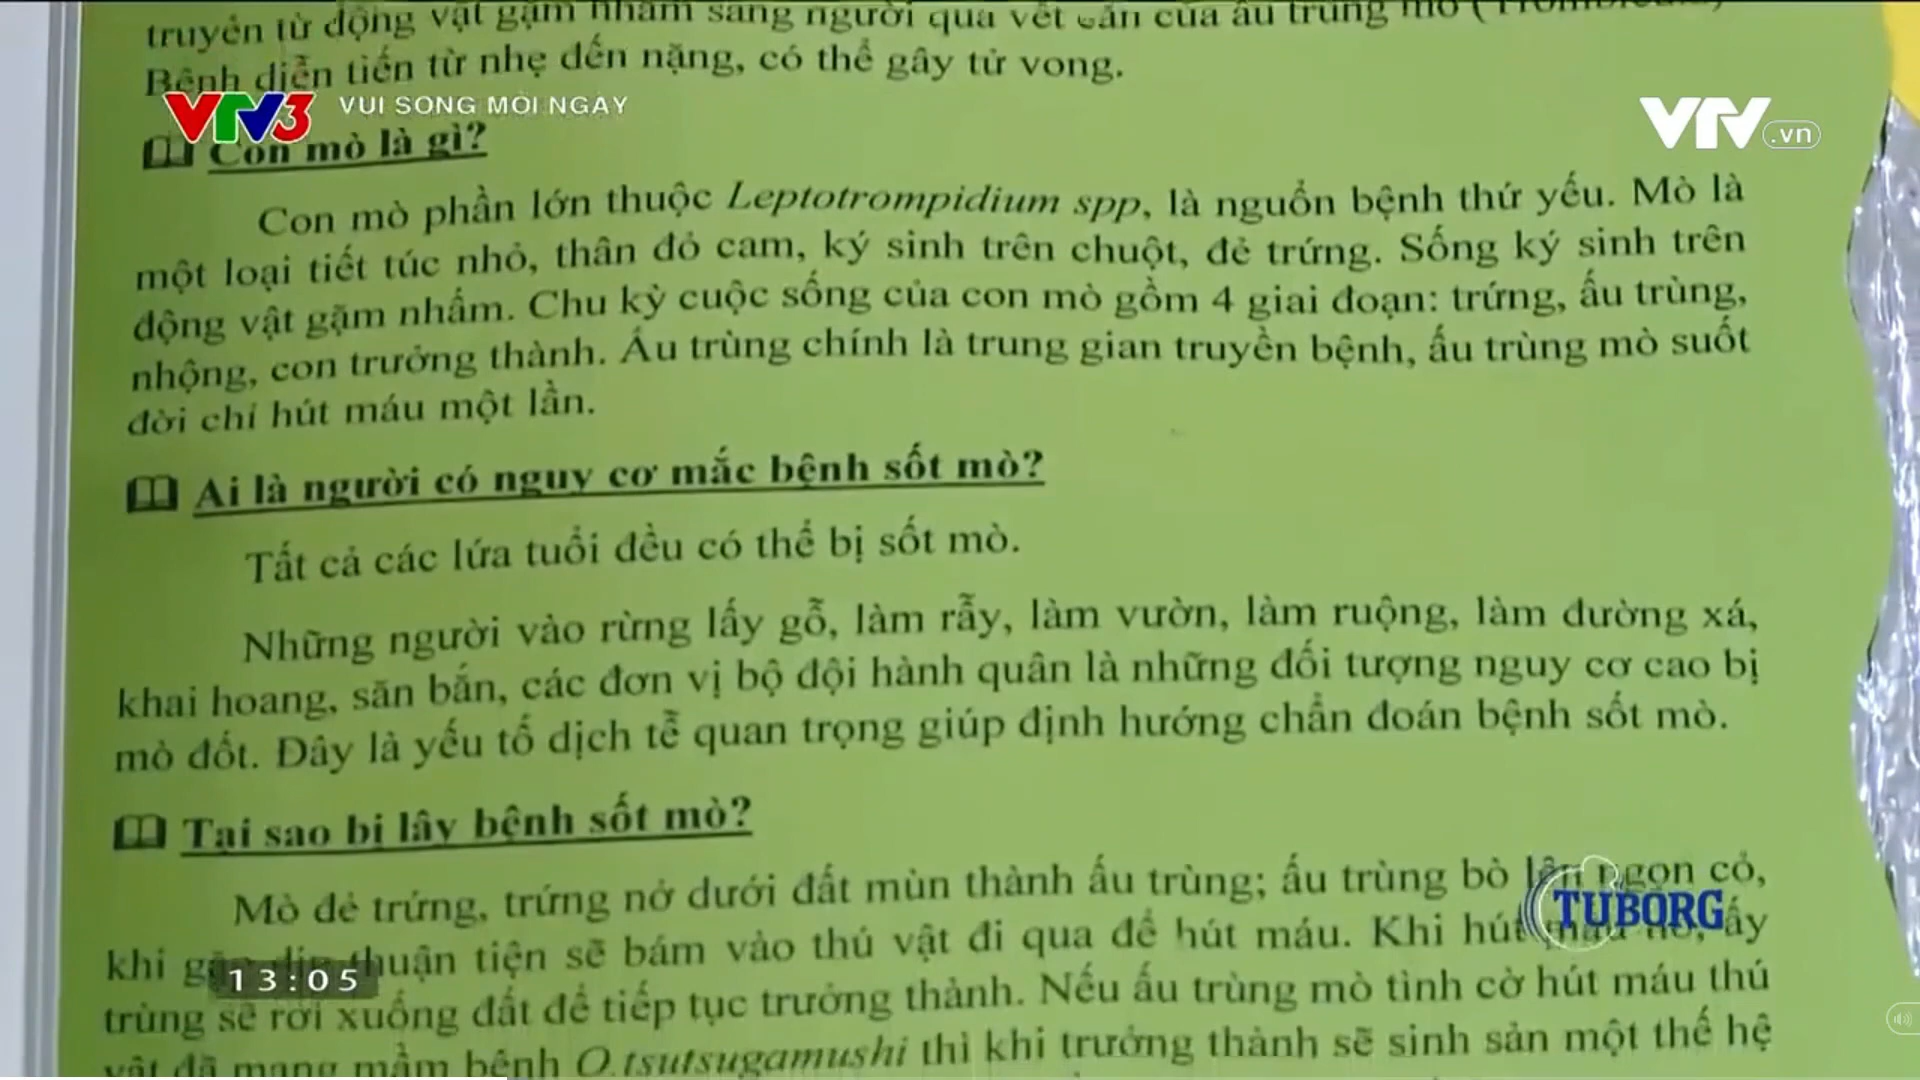 truyền từ động vật gặm nhấm sang người qua vết cắn của ấu trùng mò
Bệnh diễn tiến từ nhẹ đến nặng, có thể gây tử vong.
VTV3 VUI SỐNG MỖI NGÀY
VTV.vn
Con mò là gì?
Con mò phần lớn thuộc Leptotrompidium spp, là nguồn bệnh thứ yếu. Mò là
một loại tiết túc nhỏ, thân đỏ cam, ký sinh trên chuột, đẻ trứng. Sống ký sinh trên
động vật gặm nhấm. Chu kỳ cuộc sống của con mò gồm 4 giai đoạn: trứng, ấu trùng,
nhộng, con trưởng thành. Ấu trùng chính là trung gian truyền bệnh, ấu trùng mò suốt
đời chỉ hút máu một lần.
Ai là người có nguy cơ mắc bệnh sốt mò?
Tất cả các lứa tuổi đều có thể bị sốt mò.
Những người vào rừng lấy gỗ, làm rẫy, làm vườn, làm ruộng, làm đường xá,
khai hoang, săn bắn, các đơn vị bộ đội hành quân là những đối tượng nguy cơ cao bị
mò đốt. Đây là yếu tố dịch tễ quan trọng giúp định hướng chẩn đoán bệnh sốt mò.
Tại sao bị lây bệnh sốt mò?
Mò đẻ trứng, trứng nở dưới đất mùn thành ấu trùng; ấu trùng bò lên ngọn cỏ,
TUBORG
khi gặp dịp thuận tiện sẽ bám vào thú vật đi qua để hút máu. Khi hút máu no, ấy
13:05
trùng sẽ rơi xuống đất để tiếp tục trưởng thành. Nếu ấu trùng mò tình cờ hút máu thú
vật đã mang mầm bệnh O.tsutsugamushi thì khi trưởng thành sẽ sinh sản một thế hệ